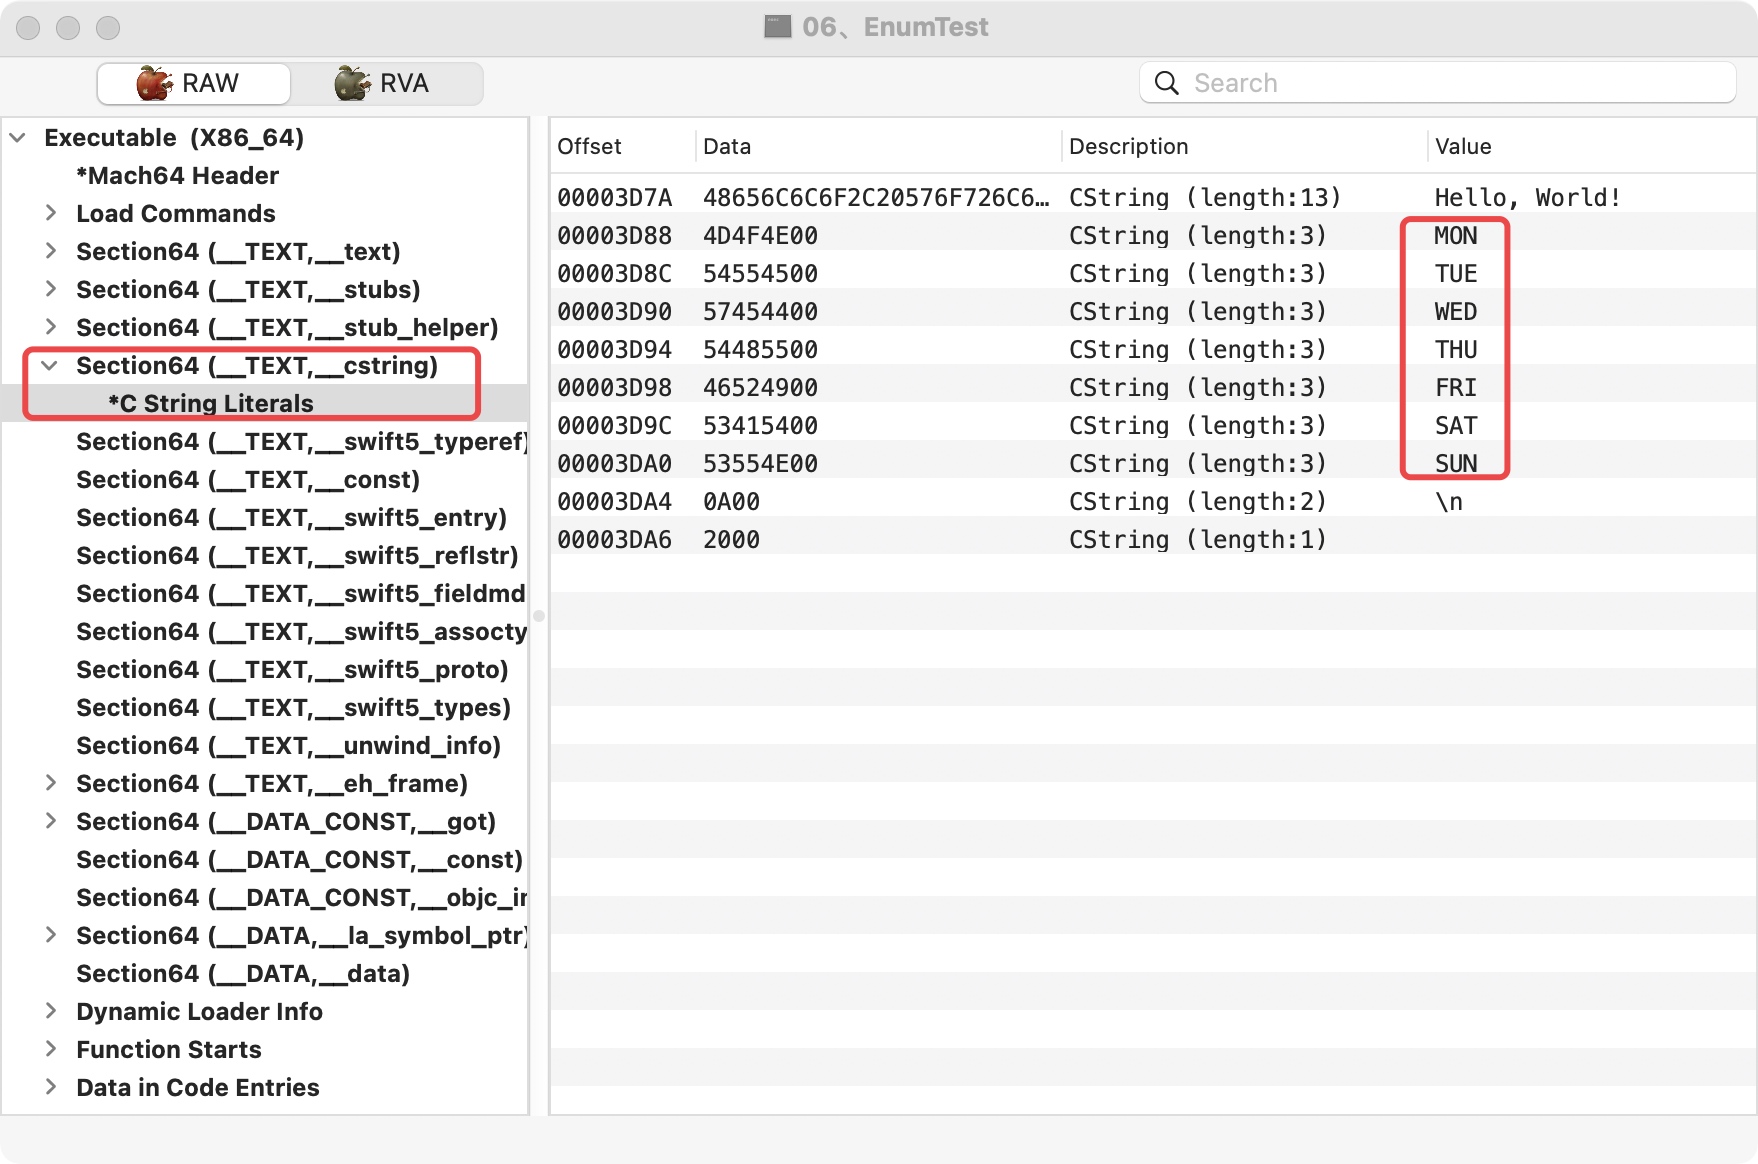 06、EnumTest
RAW
RVA
Search
Executable (X86_64)
*Mach64 Header
Load Commands
Section64 (__TEXT,__text)
Section64 (__TEXT,__stubs)
Section64 (__TEXT,__stub_helper)
Section64 (__TEXT,__cstring)
*C String Literals
Section64 (__TEXT,__swift5_typeref)
Section64 (__TEXT,__const)
Section64 (__TEXT,__swift5_entry)
Section64 (__TEXT,__swift5_reflstr)
Section64 (__TEXT,__swift5_fieldmd
Section64 (__TEXT,__swift5_assocty
Section64 (__TEXT,__swift5_proto)
Section64 (__TEXT,__swift5_types)
Section64 (__TEXT,__unwind_info)
Section64 (__TEXT,__eh_frame)
Section64 (__DATA_CONST,__got)
Section64 (__DATA_CONST,__const)
Section64 (__DATA_CONST,__objc_in
Section64 (__DATA,__la_symbol_ptr)
Section64 (__DATA,__data)
Dynamic Loader Info
Function Starts
Data in Code Entries
Offset Data Description Value
00003D7A 48656C6C6F2C20576F726C6… CString (length:13) Hello, World!
00003D88 4D4F4E00 CString (length:3) MON
00003D8C 54554500 CString (length:3) TUE
00003D90 57454400 CString (length:3) WED
00003D94 54485500 CString (length:3) THU
00003D98 46524900 CString (length:3) FRI
00003D9C 53415400 CString (length:3) SAT
00003DA0 53554E00 CString (length:3) SUN
00003DA4 0A00 CString (length:2) \n
00003DA6 2000 CString (length:1)